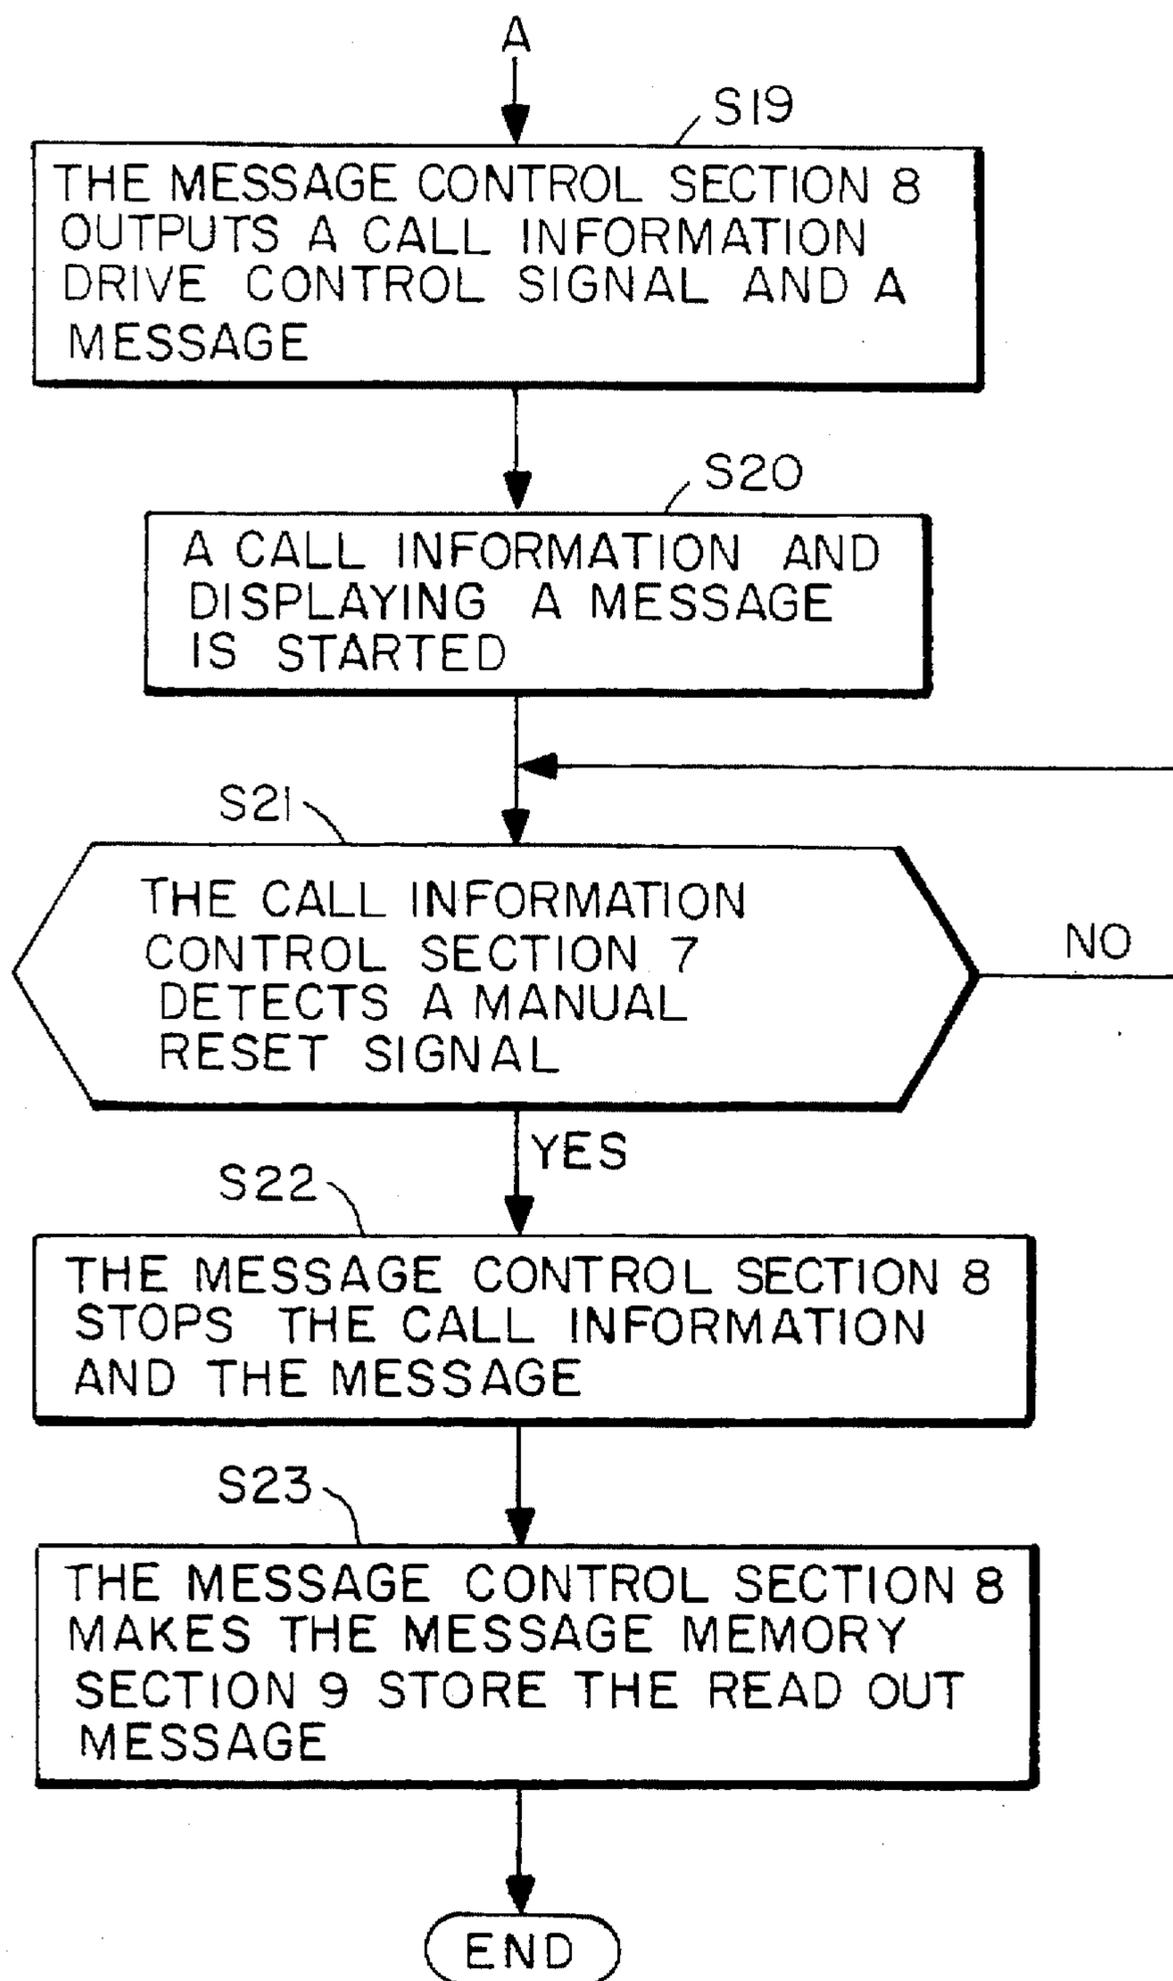 A
S19
THE MESSAGE CONTROL SECTION 8
OUTPUTS A CALL INFORMATION
DRIVE CONTROL SIGNAL AND A
MESSAGE
S20
A CALL INFORMATION AND
DISPLAYING A MESSAGE
IS STARTED
S21
THE CALL INFORMATION
CONTROL SECTION 7
DETECTS A MANUAL
RESET SIGNAL
NO
YES
S22
THE MESSAGE CONTROL SECTION 8
STOPS THE CALL INFORMATION
AND THE MESSAGE
S23
THE MESSAGE CONTROL SECTION 8
MAKES THE MESSAGE MEMORY
SECTION 9 STORE THE READ OUT
MESSAGE
END